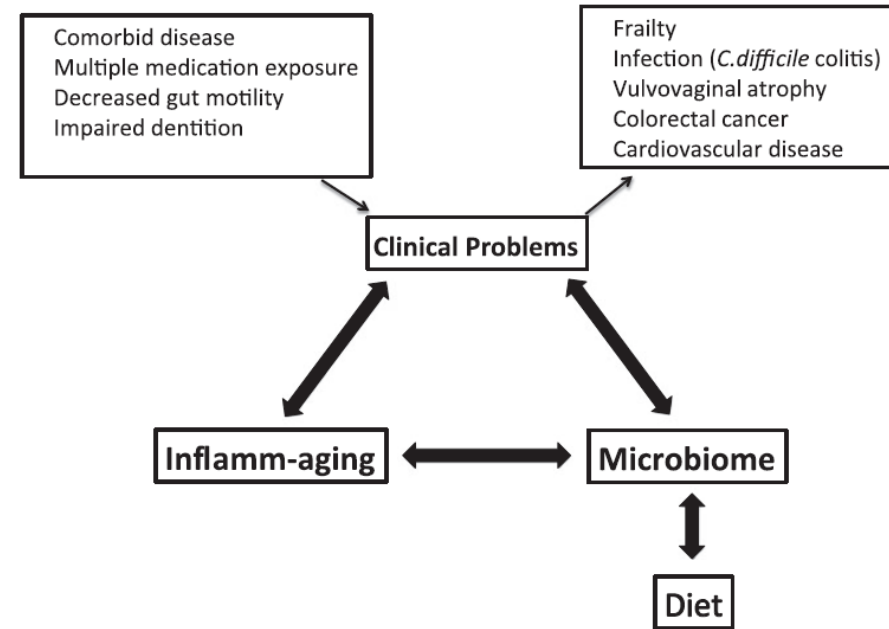 Comorbid disease
Multiple medication exposure
Decreased gut motility
Impaired dentition
Frailty
Infection (C.difficile colitis)
Vulvovaginal atrophy
Colorectal cancer
Cardiovascular disease
Clinical Problems
Inflamm-aging
Microbiome
Diet